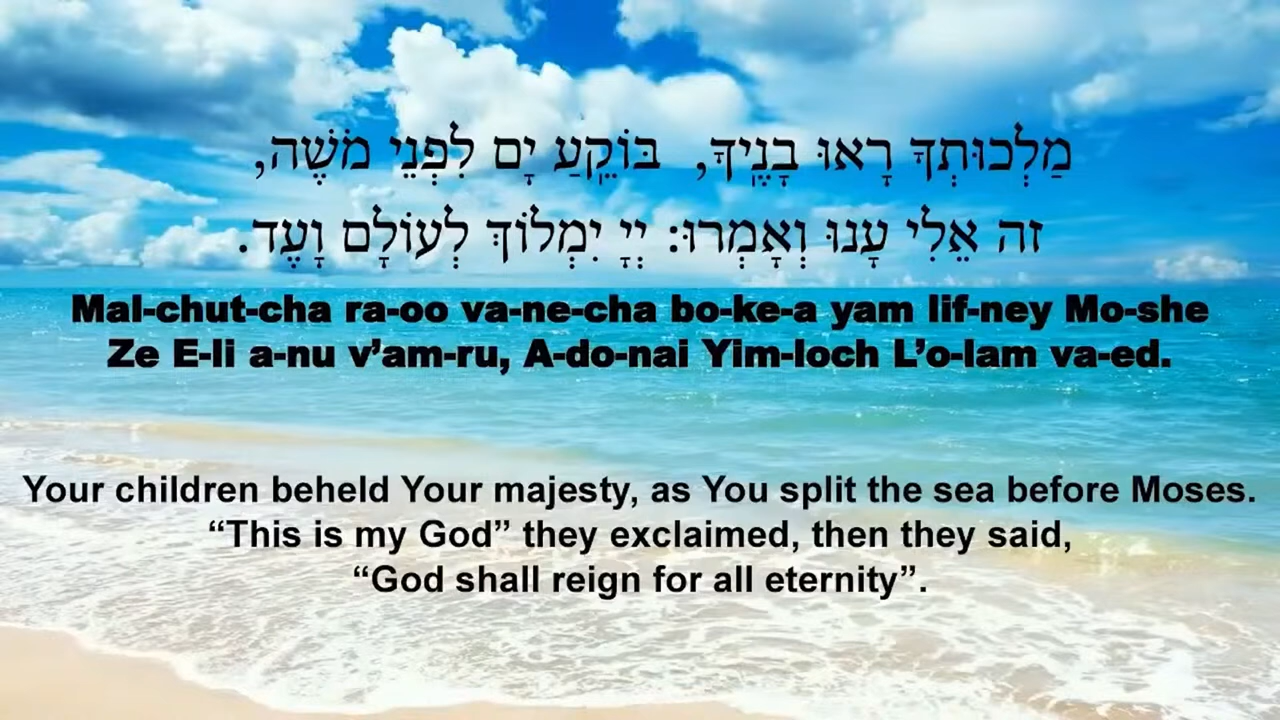 מַלְכוּתְךָ רָאוּ בָנֶֽיךָ, בּוֹקֵֽעַ יָם לִפְנֵי מֹשֶׁה,
זה אֵלִי עָנוּ וְאָמְרוּ: יְיָ יִמְלוֹךְ לְעוֹלָם וָעֶד.
Mal-chut-cha ra-oo va-ne-cha bo-ke-a yam lif-ney Mo-she
Ze E-li a-nu v’am-ru, A-do-nai Yim-loch L’o-lam va-ed.
Your children beheld Your majesty, as You split the sea before Moses.
“This is my God” they exclaimed, then they said,
“God shall reign for all eternity”.